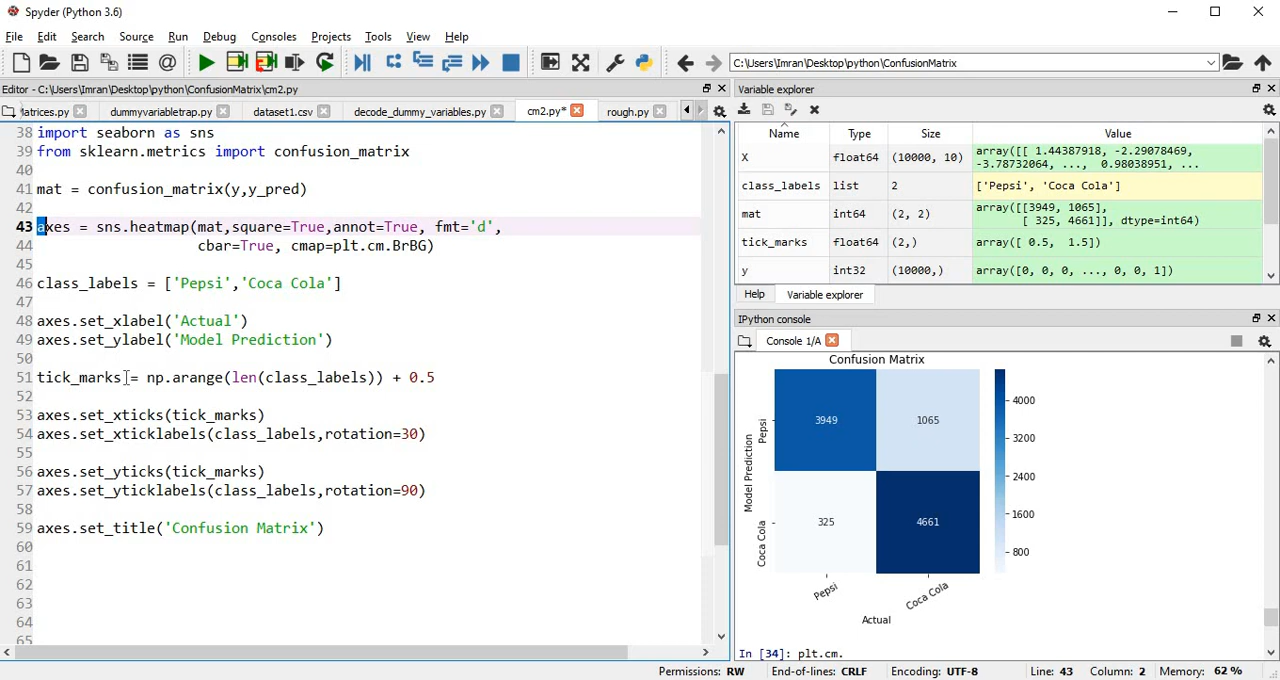 Spyder (Python 3.6)
File Edit Search Source Run Debug Consoles Projects Tools View Help
C:\Users\Imran\Desktop\python\ConfusionMatrix
Editor - C:\Users\Imran\Desktop\python\ConfusionMatrix\cm2.py
atrices.py dummyvariabletrap.py dataset1.csv decode_dummy_variables.py cm2.py* rough.py
38 import seaborn as sns
39 from sklearn.metrics import confusion_matrix
40
41 mat = confusion_matrix(y,y_pred)
42
43 axes = sns.heatmap(mat,square=True,annot=True, fmt='d',
44 cbar=True, cmap=plt.cm.BrBG)
45
46 class_labels = ['Pepsi','Coca Cola']
47
48 axes.set_xlabel('Actual')
49 axes.set_ylabel('Model Prediction')
50
51 tick_marks = np.arange(len(class_labels)) + 0.5
52
53 axes.set_xticks(tick_marks)
54 axes.set_xticklabels(class_labels,rotation=30)
55
56 axes.set_yticks(tick_marks)
57 axes.set_yticklabels(class_labels,rotation=90)
58
59 axes.set_title('Confusion Matrix')
60
61
62
63
64
65
Variable explorer
Name Type Size Value
X float64 (10000, 10) array([[ 1.44387918, -2.29078469,
-3.78732064, ..., 0.98038951, ...
class_labels list 2 ['Pepsi', 'Coca Cola']
mat int64 (2, 2) array([[3949, 1065],
[ 325, 4661]], dtype=int64)
tick_marks float64 (2,) array([ 0.5, 1.5])
y int32 (10000,) array([0, 0, 0, ..., 0, 0, 1])
Help Variable explorer
IPython console
Console 1/A
Confusion Matrix
3949 1065
325 4661
Model Prediction
Pepsi
Coca Cola
4000
3200
2400
1600
800
Pepsi Coca Cola
Actual
In [34]: plt.cm.
Permissions: RW End-of-lines: CRLF Encoding: UTF-8 Line: 43 Column: 2 Memory: 62 %